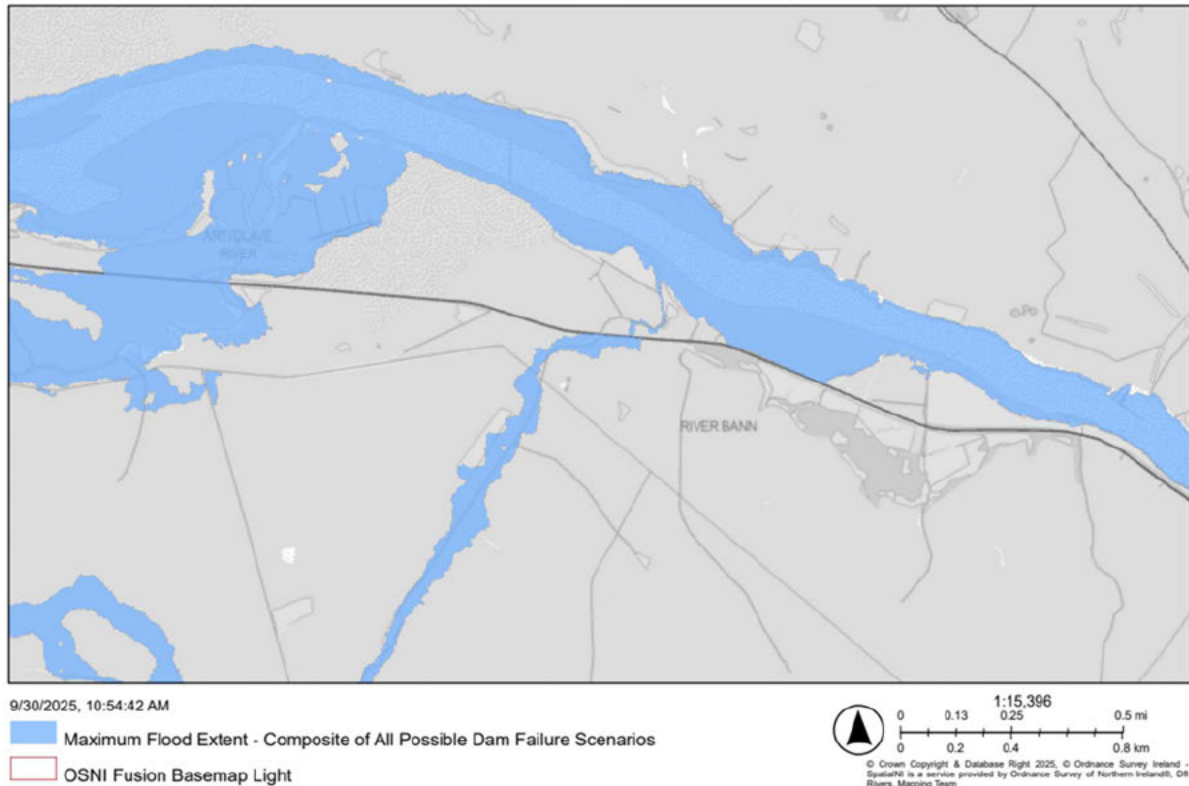 ARTICLAVE
RIVER
RIVER BANN
9/30/2025, 10:54:42 AM
Maximum Flood Extent - Composite of All Possible Dam Failure Scenarios
OSNI Fusion Basemap Light
1:15,396
0 0.13 0.25 0.5 mi
0 0.2 0.4 0.8 km
© Crown Copyright & Database Right 2025, © Ordnance Survey Ireland -
SpatialNI is a service provided by Ordnance Survey of Northern Ireland®, DfI
Rivers, Mapping Team